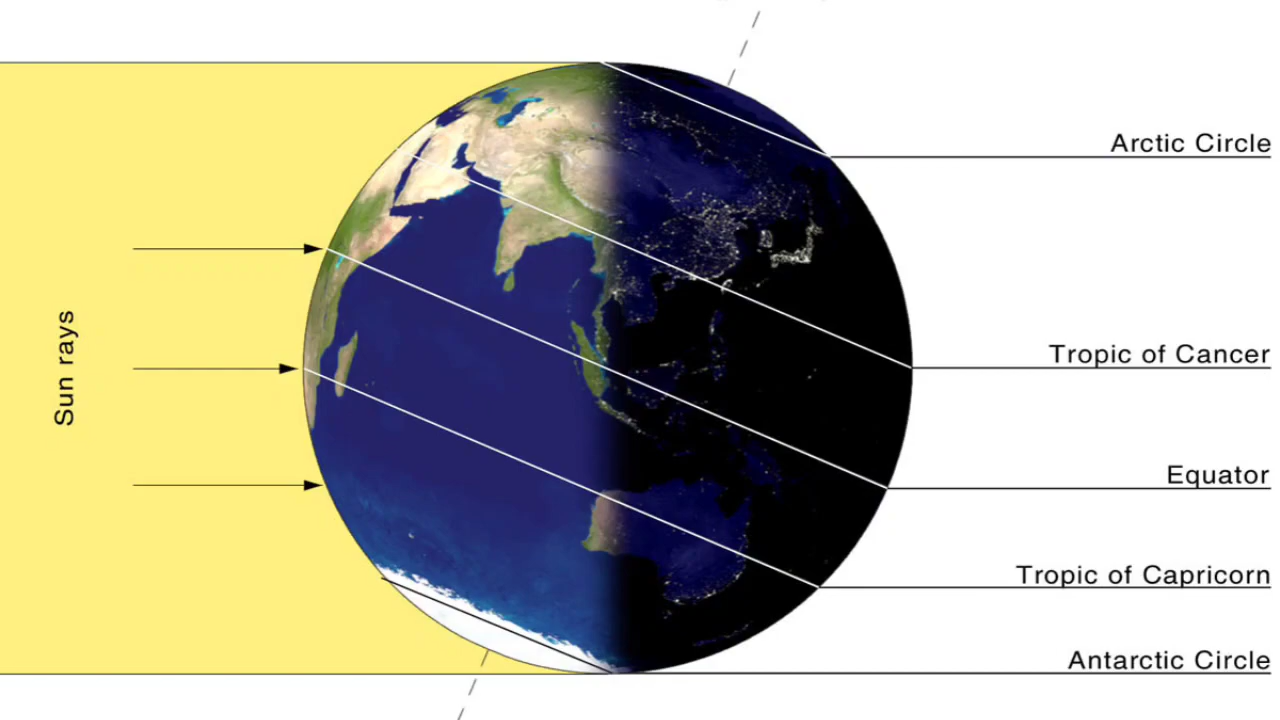 Arctic Circle
Sun rays
Tropic of Cancer
Equator
Tropic of Capricorn
Antarctic Circle